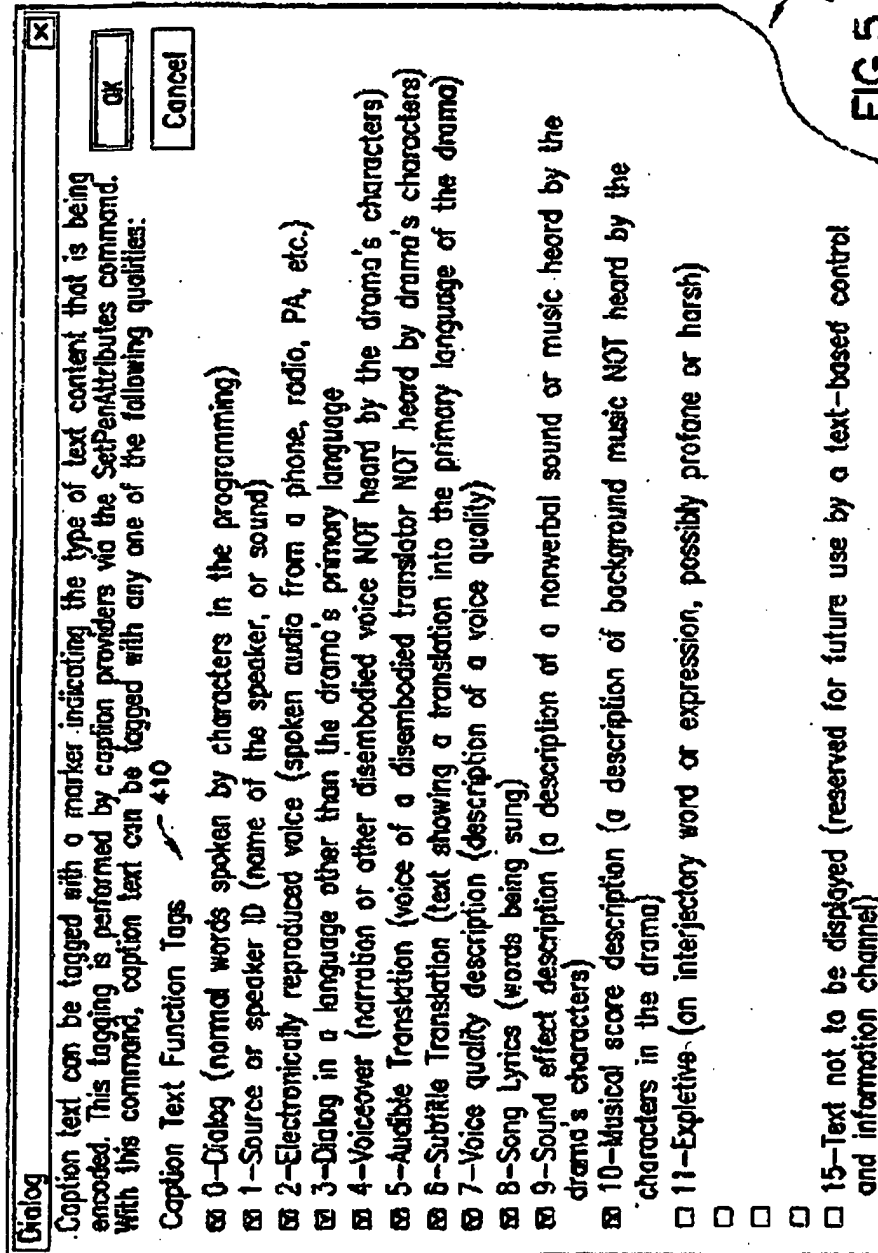 Dialog
Caption text can be tagged with a marker indicating the type of text content that is being
encoded. This tagging is performed by caption providers via the SetPenAttributes command.
With this command, caption text can be tagged with any one of the following qualities:
OK
Cancel
Caption Text Function Tags
410
0–Dialog (normal words spoken by characters in the programming)
1–Source or speaker ID (name of the speaker, or sound)
2–Electronically reproduced voice (spoken audio from a phone, radio, PA, etc.)
3–Dialog in a language other than the drama's primary language
4–Voiceover (narration or other disembodied voice NOT heard by the drama's characters)
5–Audible Translation (voice of a disembodied translator NOT heard by drama's characters)
6–Subtitle Translation (text showing a translation into the primary language of the drama)
7–Voice quality description (description of a voice quality)
8–Song Lyrics (words being sung)
9–Sound effect description (a description of a nonverbal sound or music heard by the
drama's characters)
10–Musical score description (a description of background music NOT heard by the
characters in the drama)
11–Expletive (an interjectory word or expression, possibly profane or harsh)
15–Text not to be displayed (reserved for future use by a text–based control
and information channel)
FIG 5